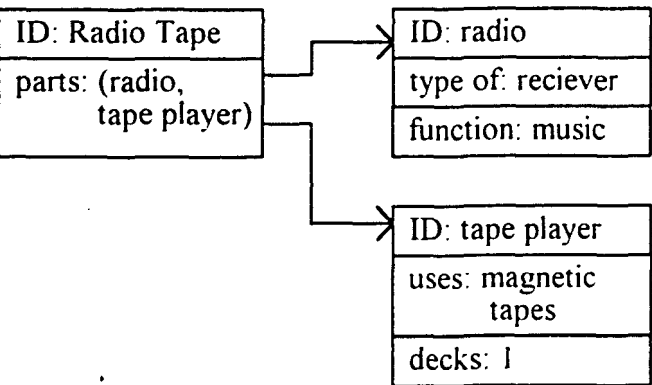 ID: Radio Tape
parts: (radio,
tape player)
ID: radio
type of: reciever
function: music
ID: tape player
uses: magnetic
tapes
decks: 1